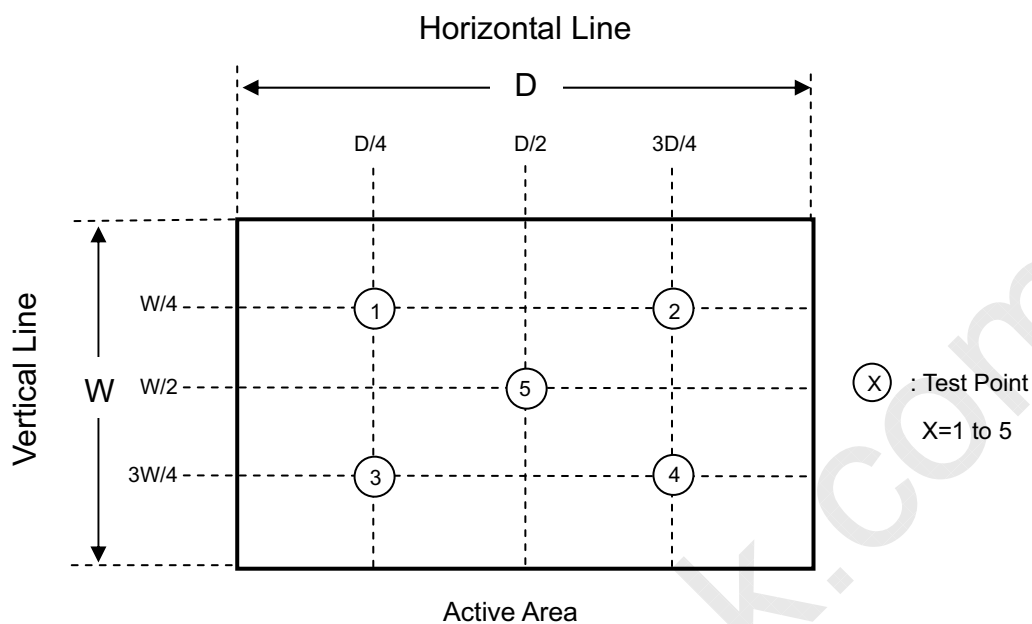 Horizontal Line
D
D/4 D/2 3D/4
W/4 1 2
Vertical Line
W W/2 5 X : Test Point
X=1 to 5
3W/4 3 4
Active Area
k.com